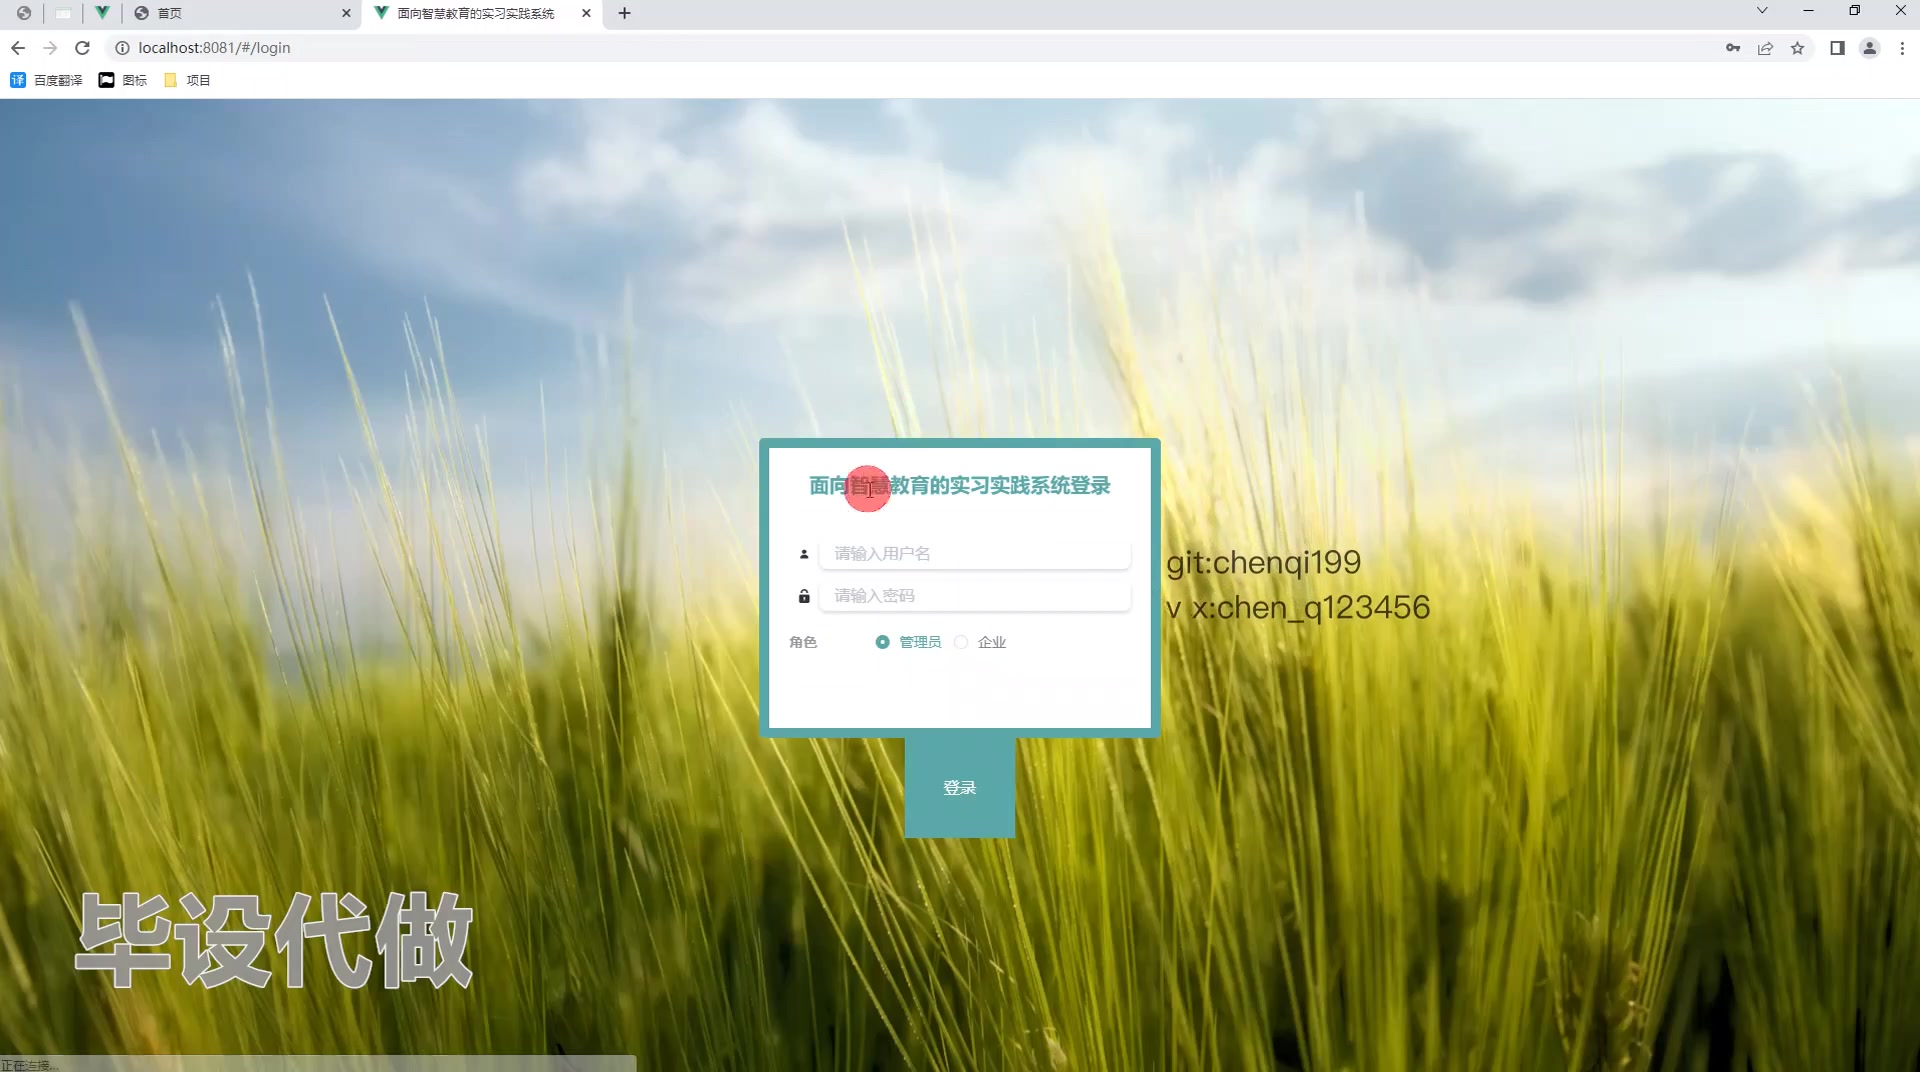 首页
面向智慧教育的实习实践系统
localhost:8081/#/login
百度翻译
图标
项目
面向智慧教育的实习实践系统登录
请输入用户名
请输入密码
角色 管理员 企业
登录
git:chenqi199
v x:chen_q123456
毕设代做
正在连接...